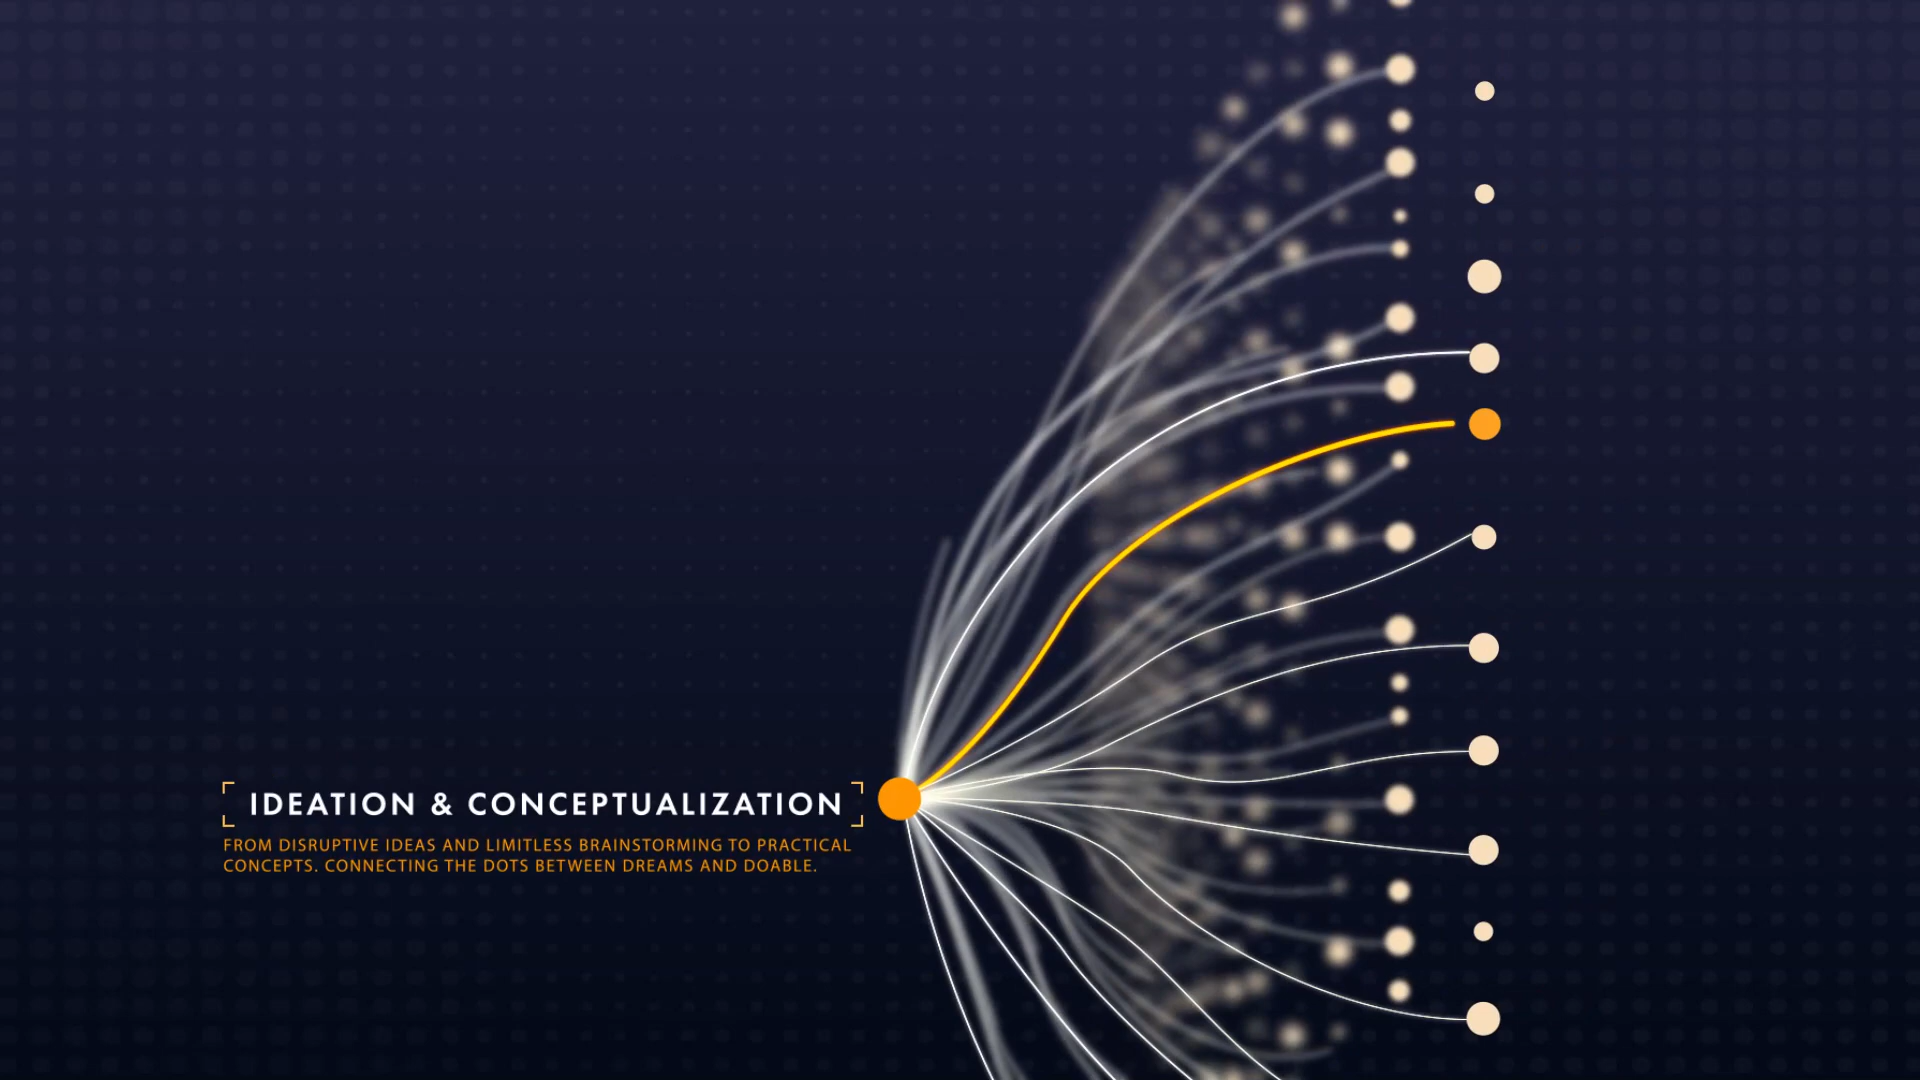 IDEATION & CONCEPTUALIZATION
FROM DISRUPTIVE IDEAS AND LIMITLESS BRAINSTORMING TO PRACTICAL
CONCEPTS. CONNECTING THE DOTS BETWEEN DREAMS AND DOABLE.